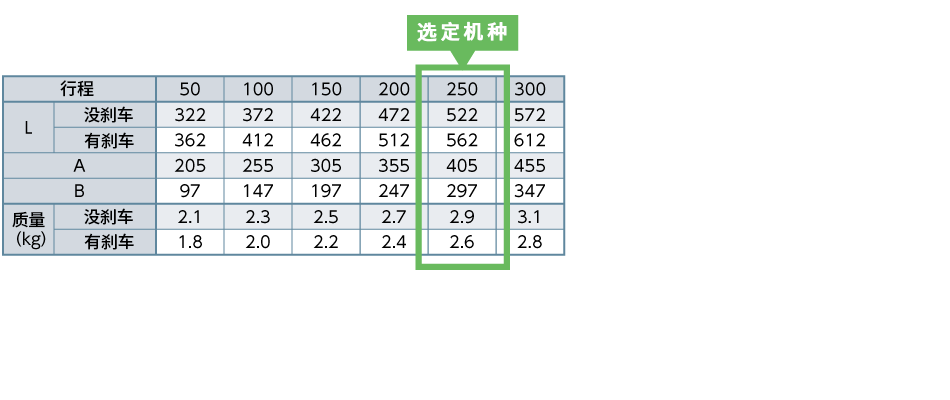 选定机种
行程 50 100 150 200 250 300
L 没刹车 322 372 422 472 522 572
有刹车 362 412 462 512 562 612
A 205 255 305 355 405 455
B 97 147 197 247 297 347
质量(kg) 没刹车 2.1 2.3 2.5 2.7 2.9 3.1
有刹车 1.8 2.0 2.2 2.4 2.6 2.8